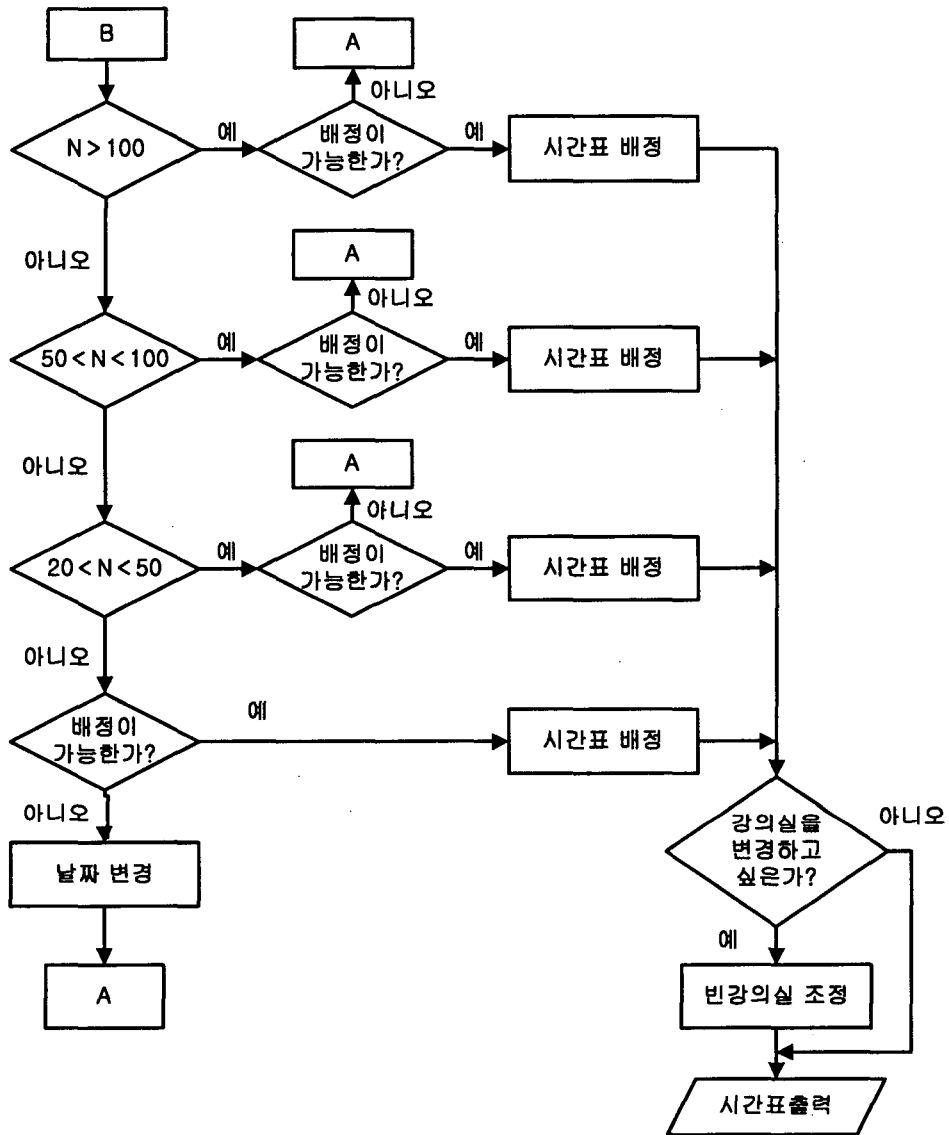 B
A
아니오
N > 100
예
배정이
가능한가?
예
시간표 배정
아니오
A
아니오
50 < N < 100
예
배정이
가능한가?
예
시간표 배정
아니오
A
아니오
20 < N < 50
예
배정이
가능한가?
예
시간표 배정
아니오
배정이
가능한가?
예
시간표 배정
아니오
날짜 변경
A
강의실을
변경하고
싶은가?
아니오
예
빈강의실 조정
시간표출력